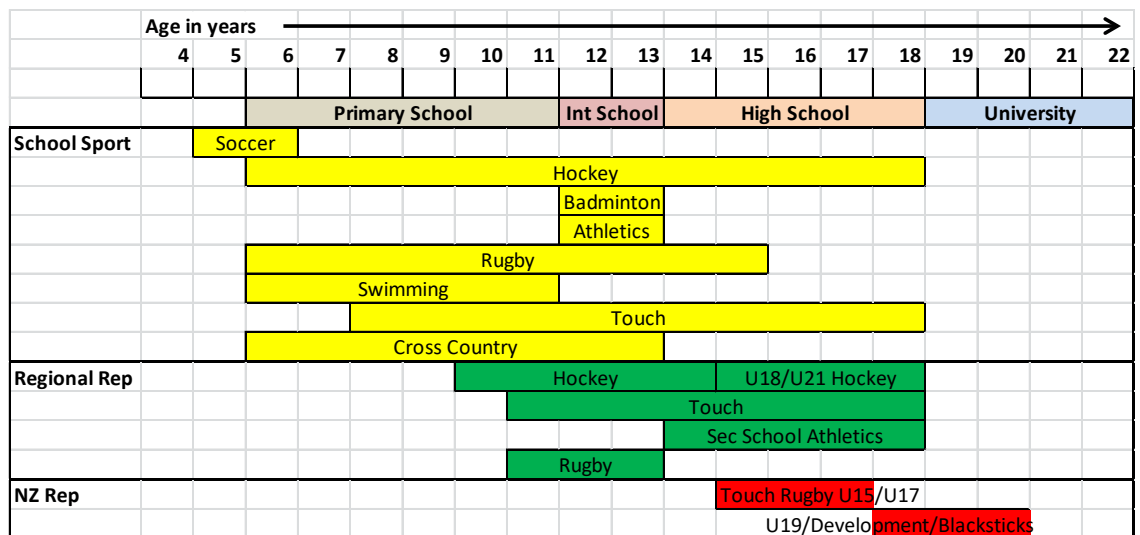 Age in years
4 5 6 7 8 9 10 11 12 13 14 15 16 17 18 19 20 21 22
Primary School Int School High School University
School Sport Soccer
Hockey
Badminton
Athletics
Rugby
Swimming
Touch
Cross Country
Regional Rep Hockey U18/U21 Hockey
Touch
Sec School Athletics
Rugby
NZ Rep Touch Rugby U15/U17
U19/Development/Blacksticks